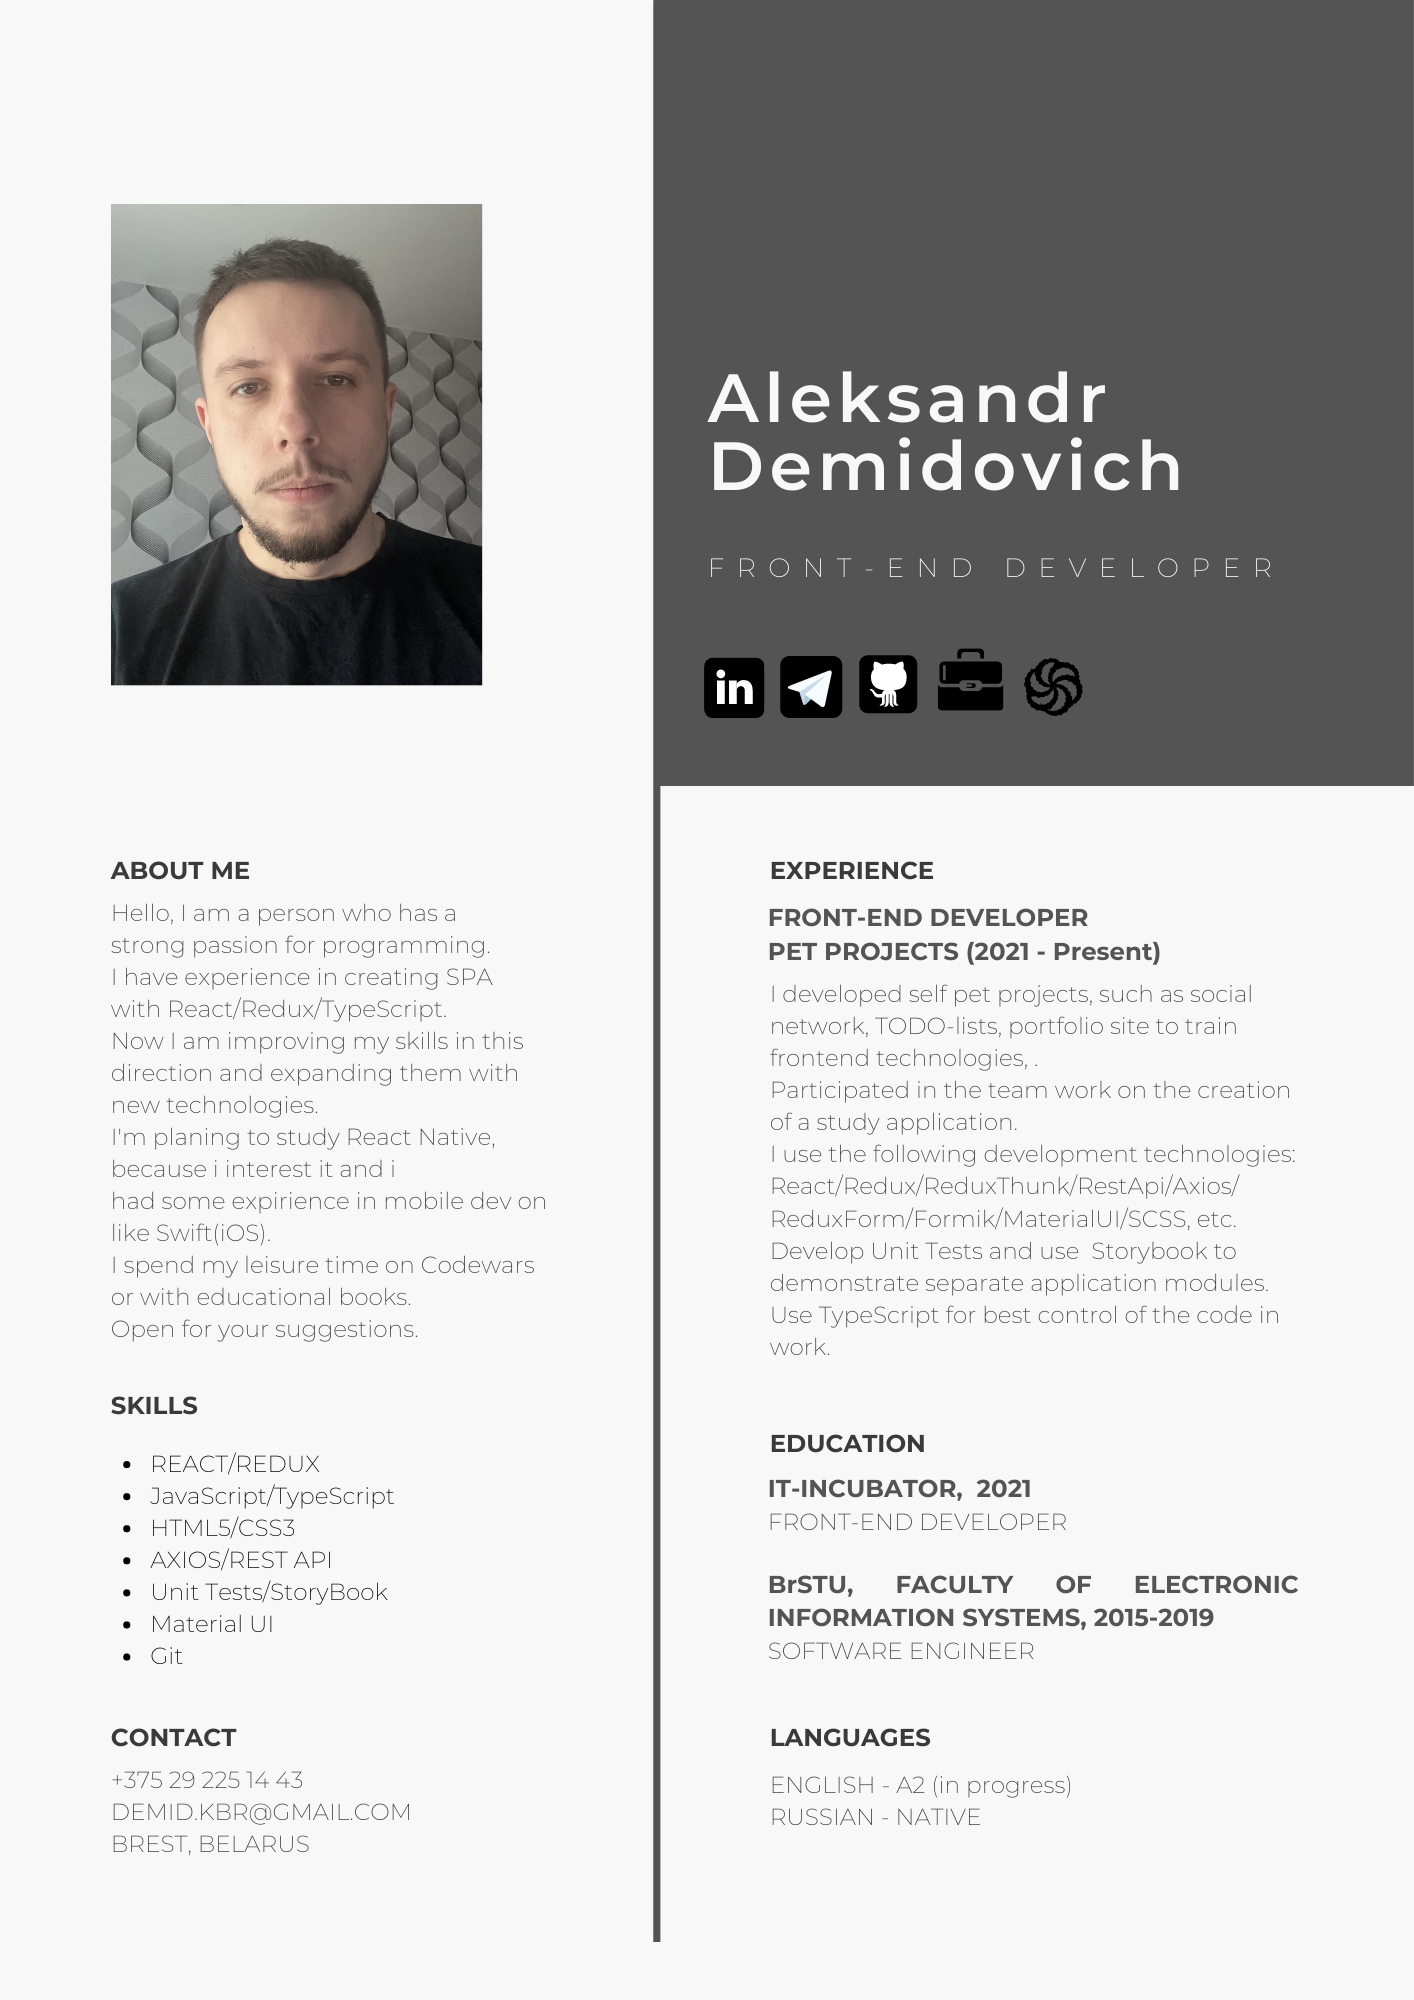 Aleksandr
Demidovich
FRONT-END DEVELOPER
in
ABOUT ME
Hello, I am a person who has a
strong passion for programming.
I have experience in creating SPA
with React/Redux/TypeScript.
Now I am improving my skills in this
direction and expanding them with
new technologies.
I'm planing to study React Native,
because i interest it and i
had some expirience in mobile dev on
like Swift(iOS).
I spend my leisure time on Codewars
or with educational books.
Open for your suggestions.
SKILLS
• REACT/REDUX
• JavaScript/TypeScript
• HTML5/CSS3
• AXIOS/REST API
• Unit Tests/StoryBook
• Material UI
• Git
CONTACT
+375 29 225 14 43
DEMID.KBR@GMAIL.COM
BREST, BELARUS
EXPERIENCE
FRONT-END DEVELOPER
PET PROJECTS (2021 - Present)
I developed self pet projects, such as social
network, TODO-lists, portfolio site to train
frontend technologies, .
Participated in the team work on the creation
of a study application.
I use the following development technologies:
React/Redux/ReduxThunk/RestApi/Axios/
ReduxForm/Formik/MaterialUI/SCSS, etc.
Develop Unit Tests and use  Storybook to
demonstrate separate application modules.
Use TypeScript for best control of the code in
work.
EDUCATION
IT-INCUBATOR,  2021
FRONT-END DEVELOPER
BrSTU, FACULTY OF ELECTRONIC
INFORMATION SYSTEMS, 2015-2019
SOFTWARE ENGINEER
LANGUAGES
ENGLISH - A2 (in progress)
RUSSIAN - NATIVE